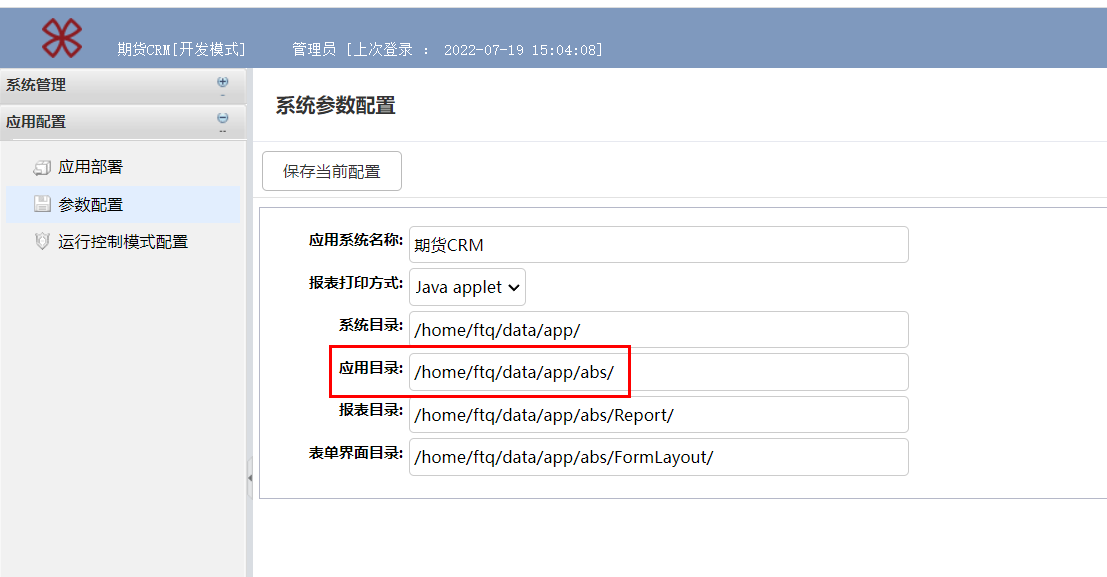 期货CRM[开发模式] 管理员 [上次登录 : 2022-07-19 15:04:08]
系统管理
应用配置
应用部署
参数配置
运行控制模式配置
系统参数配置
保存当前配置
应用系统名称: 期货CRM
报表打印方式: Java applet
系统目录: /home/ftq/data/app/
应用目录: /home/ftq/data/app/abs/
报表目录: /home/ftq/data/app/abs/Report/
表单界面目录: /home/ftq/data/app/abs/FormLayout/